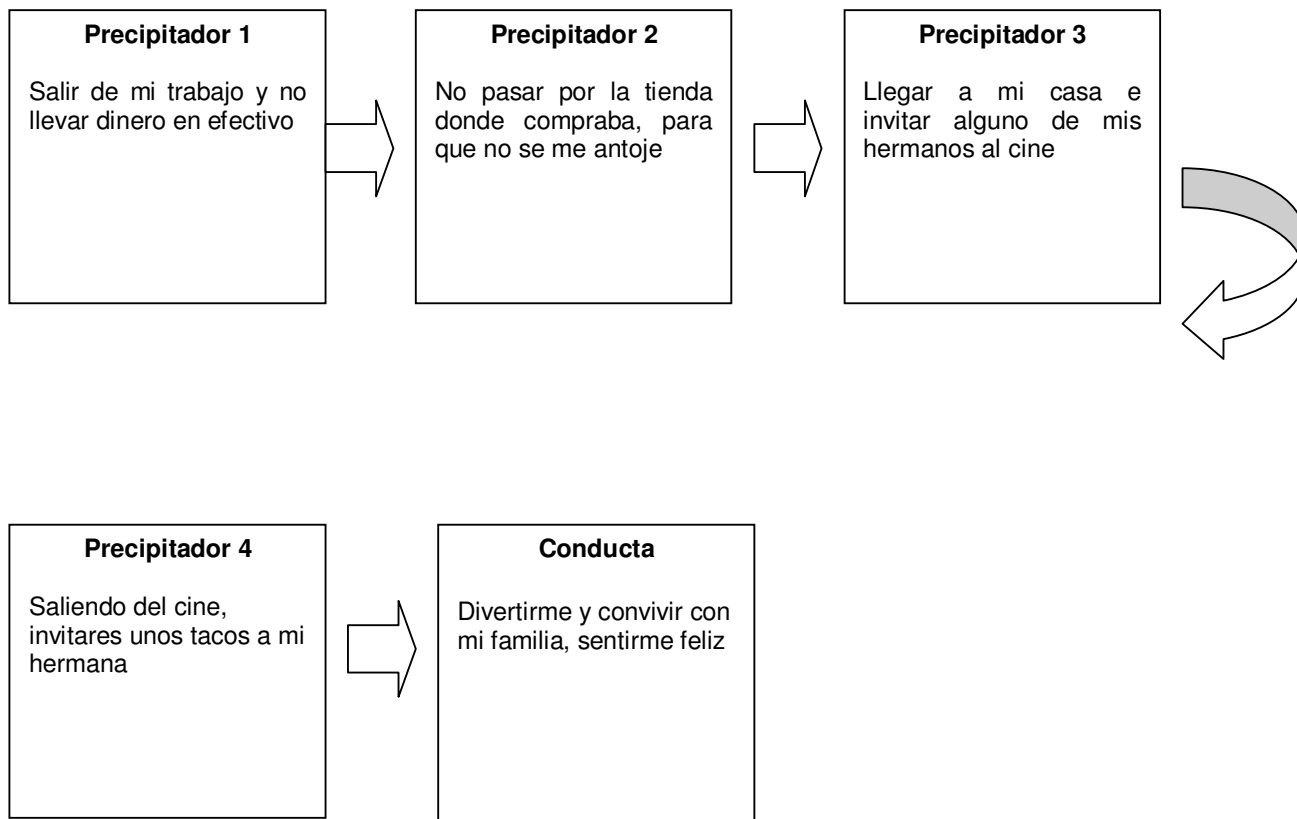 Precipitador 1
Salir de mi trabajo y no
llevar dinero en efectivo
Precipitador 2
No pasar por la tienda
donde compraba, para
que no se me antoje
Precipitador 3
Llegar a mi casa e
invitar alguno de mis
hermanos al cine
Precipitador 4
Saliendo del cine,
invitares unos tacos a mi
hermana
Conducta
Divertirme y convivir con
mi familia, sentirme feliz